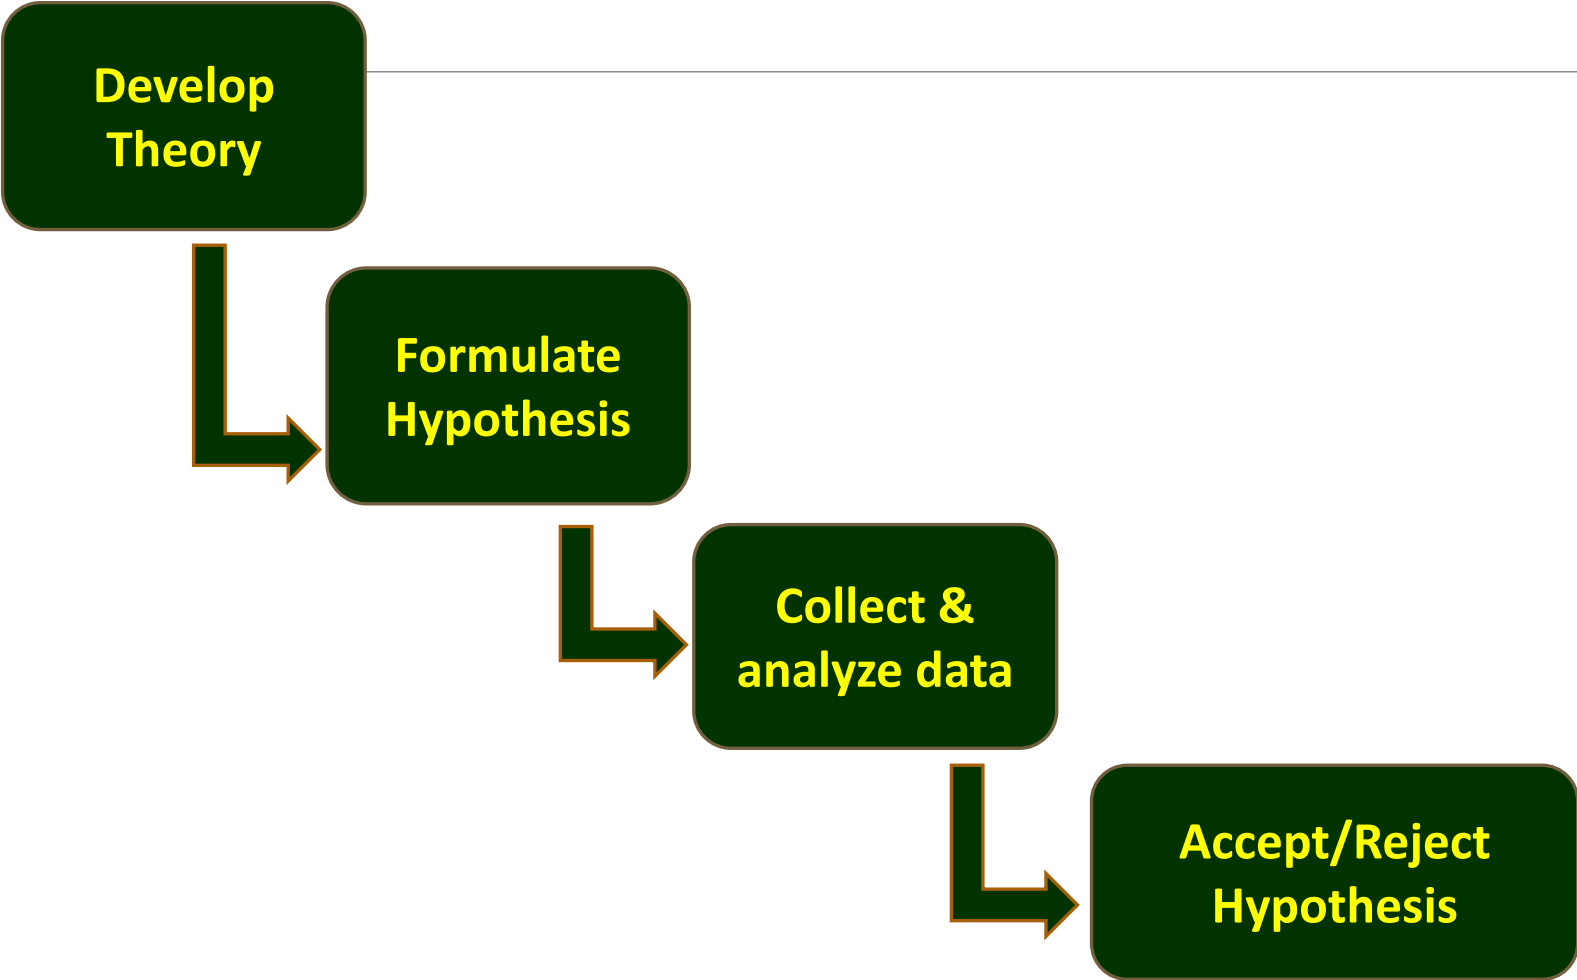 Develop
Theory
Formulate
Hypothesis
Collect &
analyze data
Accept/Reject
Hypothesis